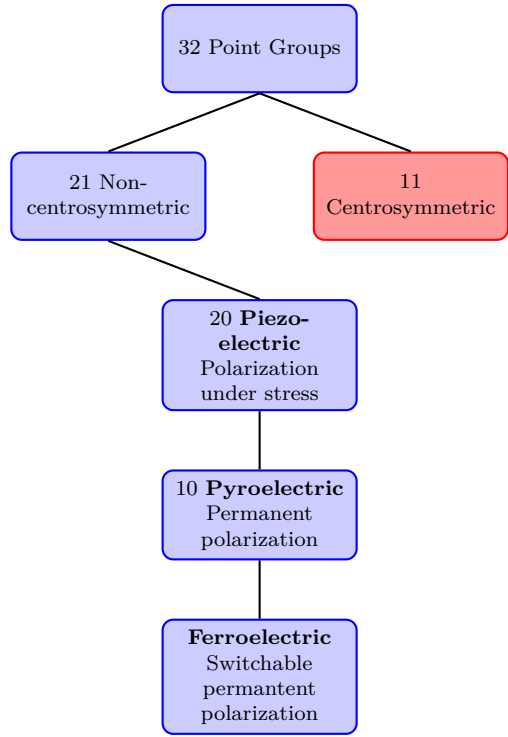 32 Point Groups
21 Non-
centrosymmetric
11
Centrosymmetric
20 Piezo-
electric
Polarization
under stress
10 Pyroelectric
Permanent
polarization
Ferroelectric
Switchable
permantent
polarization